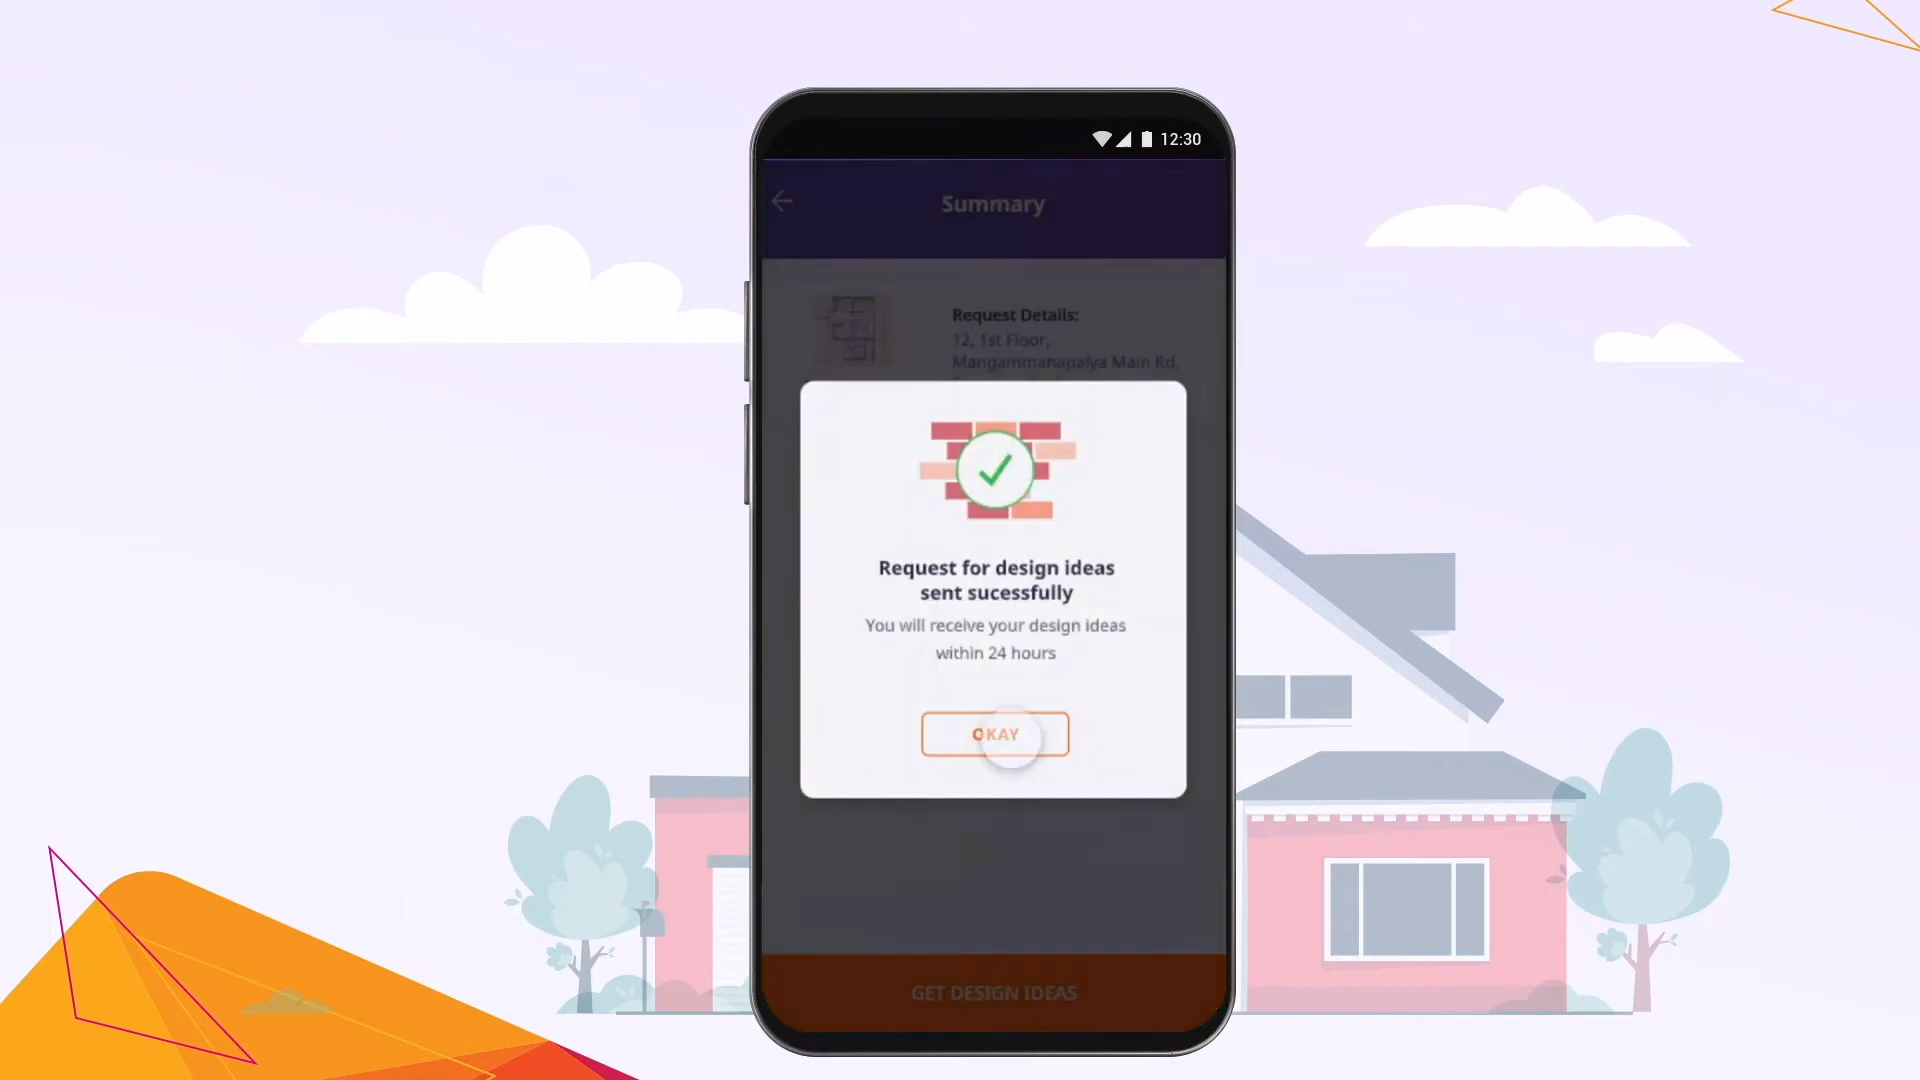 12:30
Summary
Request Details:
12, 1st Floor,
Mangammanapalya Main Rd,
Request for design ideas
sent sucessfully
You will receive your design ideas
within 24 hours
OKAY
GET DESIGN IDEAS